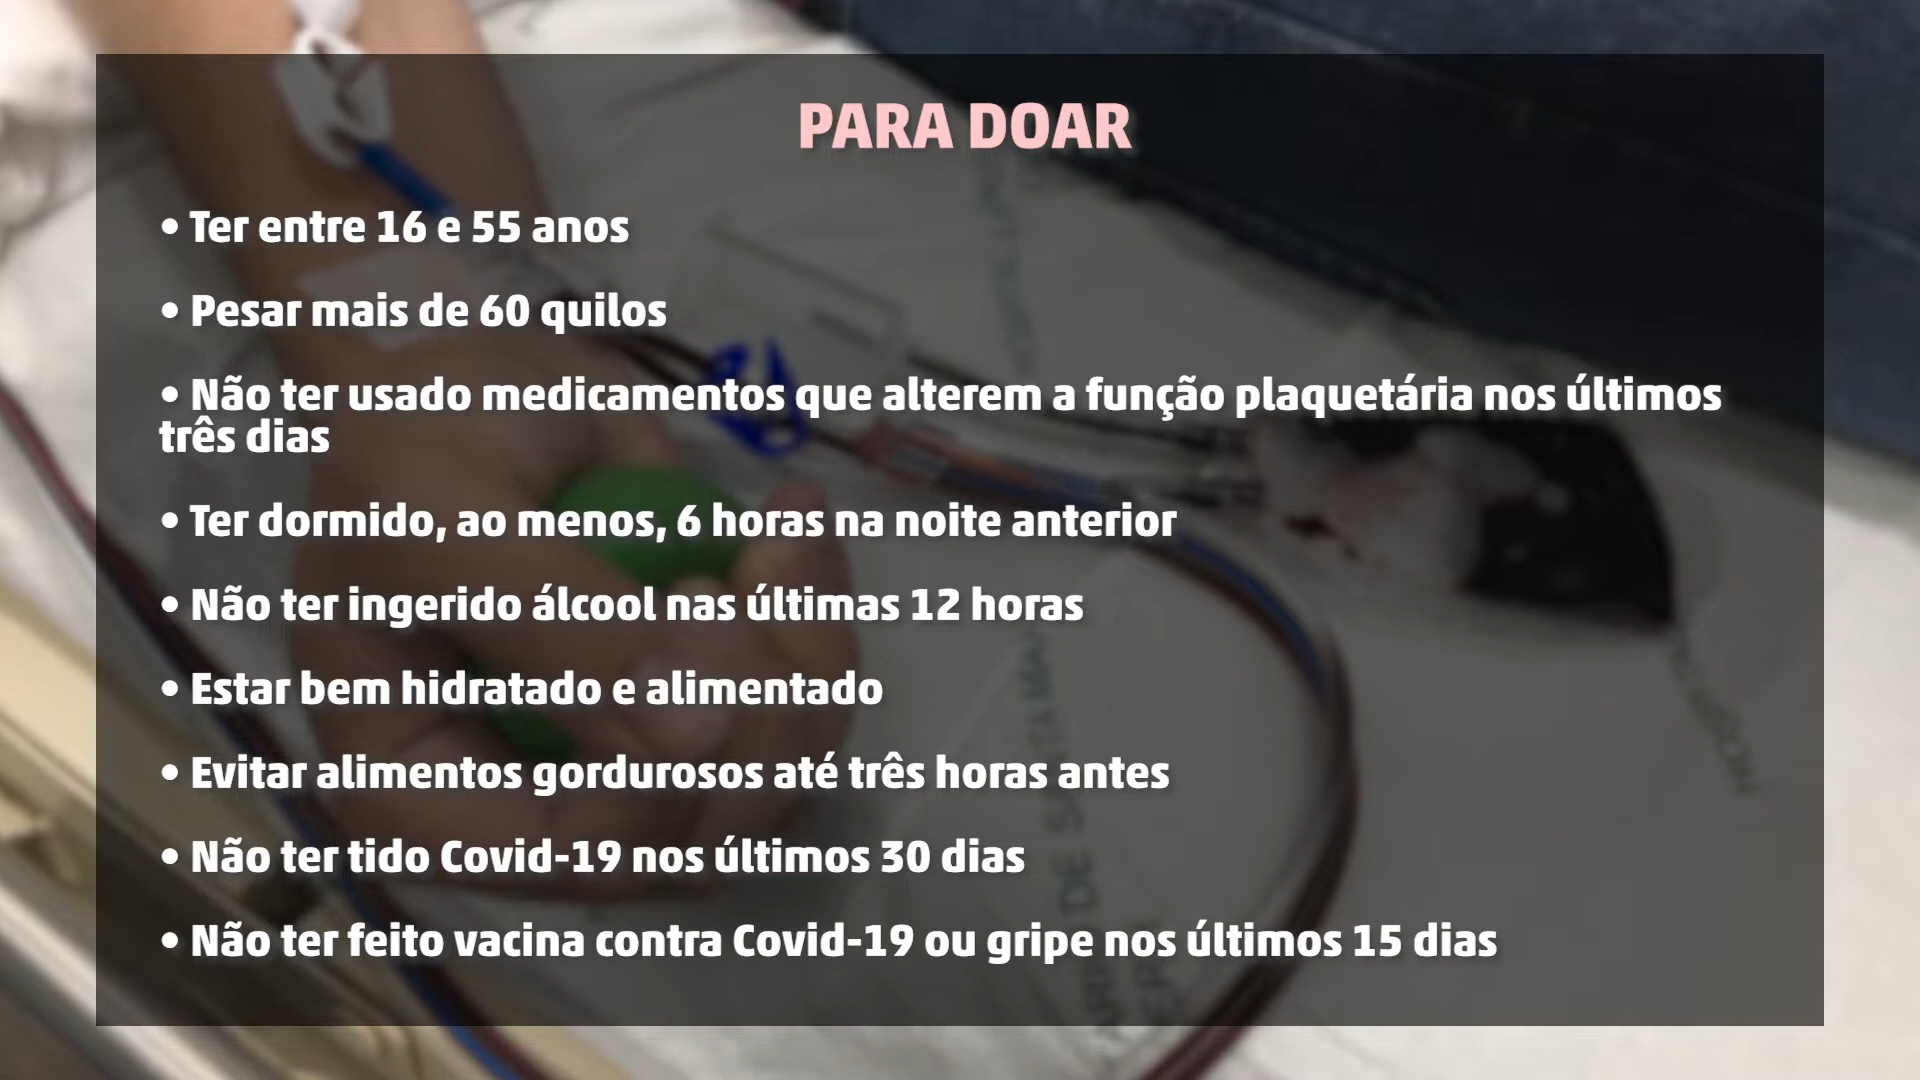 PARA DOAR
• Ter entre 16 e 55 anos
• Pesar mais de 60 quilos
• Não ter usado medicamentos que alterem a função plaquetária nos últimos
três dias
• Ter dormido, ao menos, 6 horas na noite anterior
• Não ter ingerido álcool nas últimas 12 horas
• Estar bem hidratado e alimentado
• Evitar alimentos gordurosos até três horas antes
• Não ter tido Covid-19 nos últimos 30 dias
• Não ter feito vacina contra Covid-19 ou gripe nos últimos 15 dias